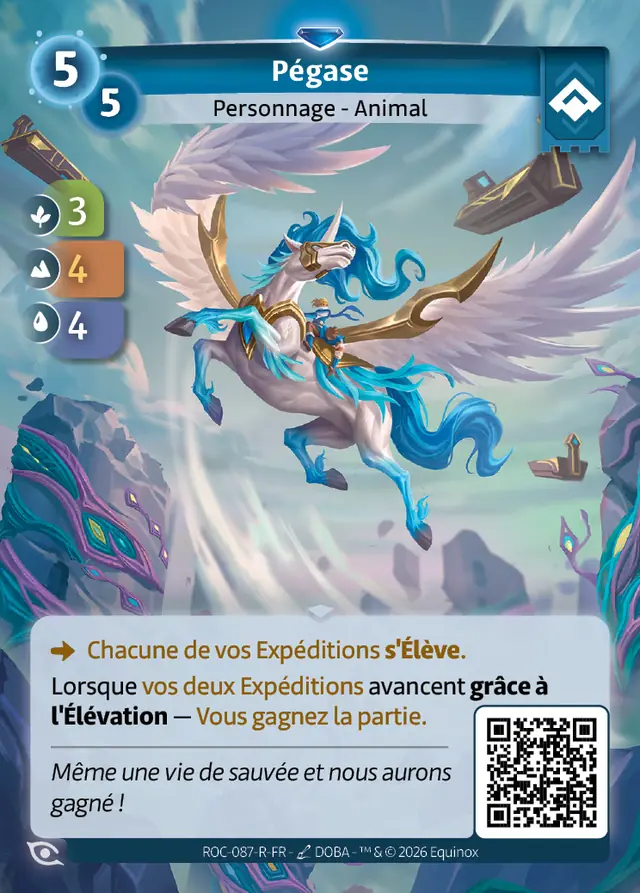 5
5
Pégase
Personnage - Animal
3
4
4
Chacune de vos Expéditions s'Élève.
Lorsque vos deux Expéditions avancent grâce à
l'Élévation — Vous gagnez la partie.
Même une vie de sauvée et nous aurons
gagné !
ROC-087-R-FR - DOBA - ™ & © 2026 Equinox